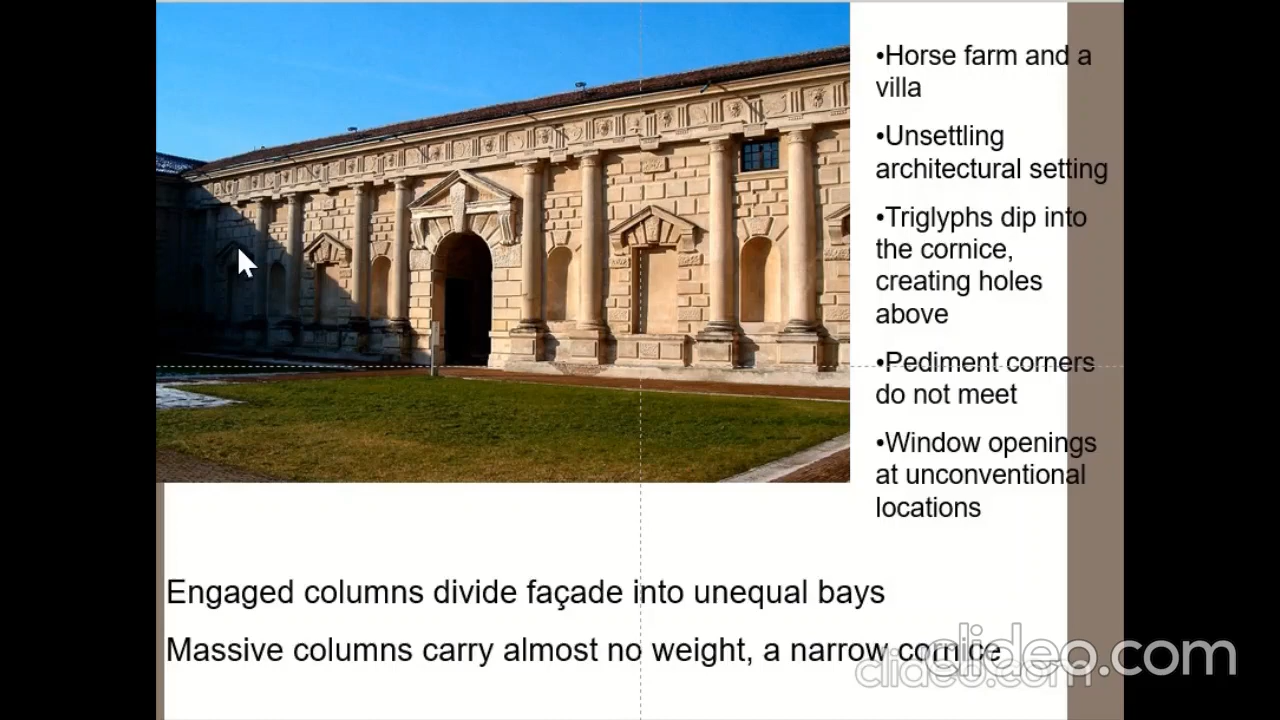 •Horse farm and a
villa
•Unsettling
architectural setting
•Triglyphs dip into
the cornice,
creating holes
above
•Pediment corners
do not meet
•Window openings
at unconventional
locations
Engaged columns divide façade into unequal bays
Massive columns carry almost no weight, a narrow cornice
clideo.com
clideo.com